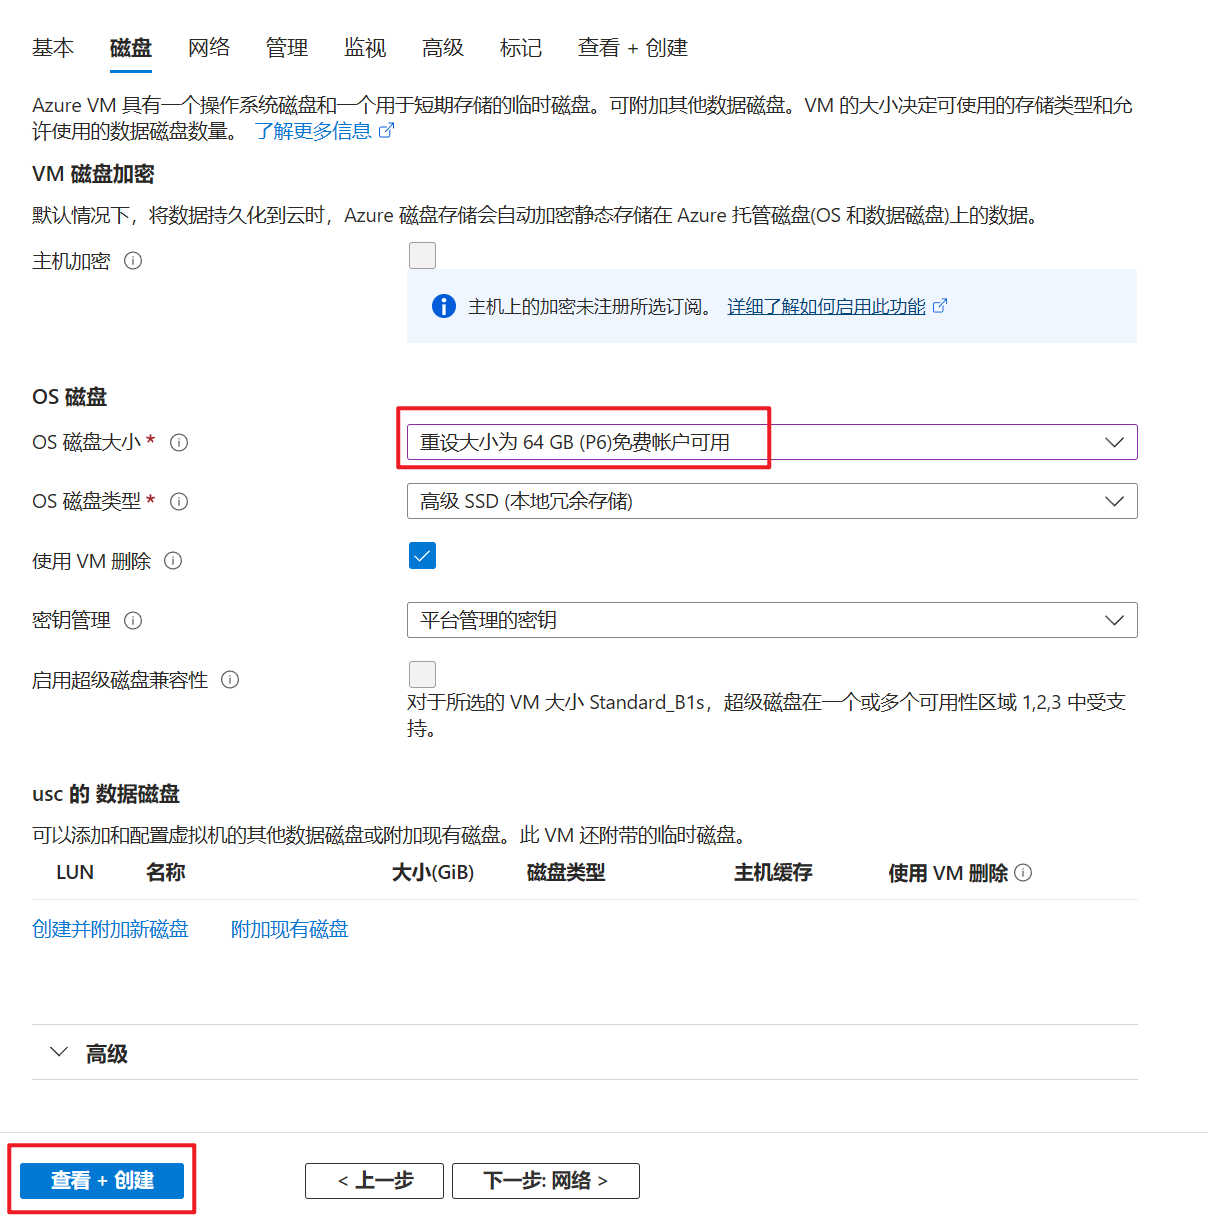 基本 磁盘 网络 管理 监视 高级 标记 查看 + 创建
Azure VM 具有一个操作系统磁盘和一个用于短期存储的临时磁盘。可附加其他数据磁盘。VM 的大小决定可使用的存储类型和允
许使用的数据磁盘数量。 了解更多信息
VM 磁盘加密
默认情况下，将数据持久化到云时，Azure 磁盘存储会自动加密静态存储在 Azure 托管磁盘(OS 和数据磁盘)上的数据。
主机加密
主机上的加密未注册所选订阅。 详细了解如何启用此功能
OS 磁盘
OS 磁盘大小 * 重设大小为 64 GB (P6)免费帐户可用
OS 磁盘类型 * 高级 SSD (本地冗余存储)
使用 VM 删除
密钥管理 平台管理的密钥
启用超级磁盘兼容性
对于所选的 VM 大小 Standard_B1s，超级磁盘在一个或多个可用性区域 1,2,3 中受支
持。
usc 的 数据磁盘
可以添加和配置虚拟机的其他数据磁盘或附加现有磁盘。此 VM 还附带的临时磁盘。
LUN 名称 大小(GiB) 磁盘类型 主机缓存 使用 VM 删除
创建并附加新磁盘 附加现有磁盘
高级
查看 + 创建 < 上一步 下一步: 网络 >